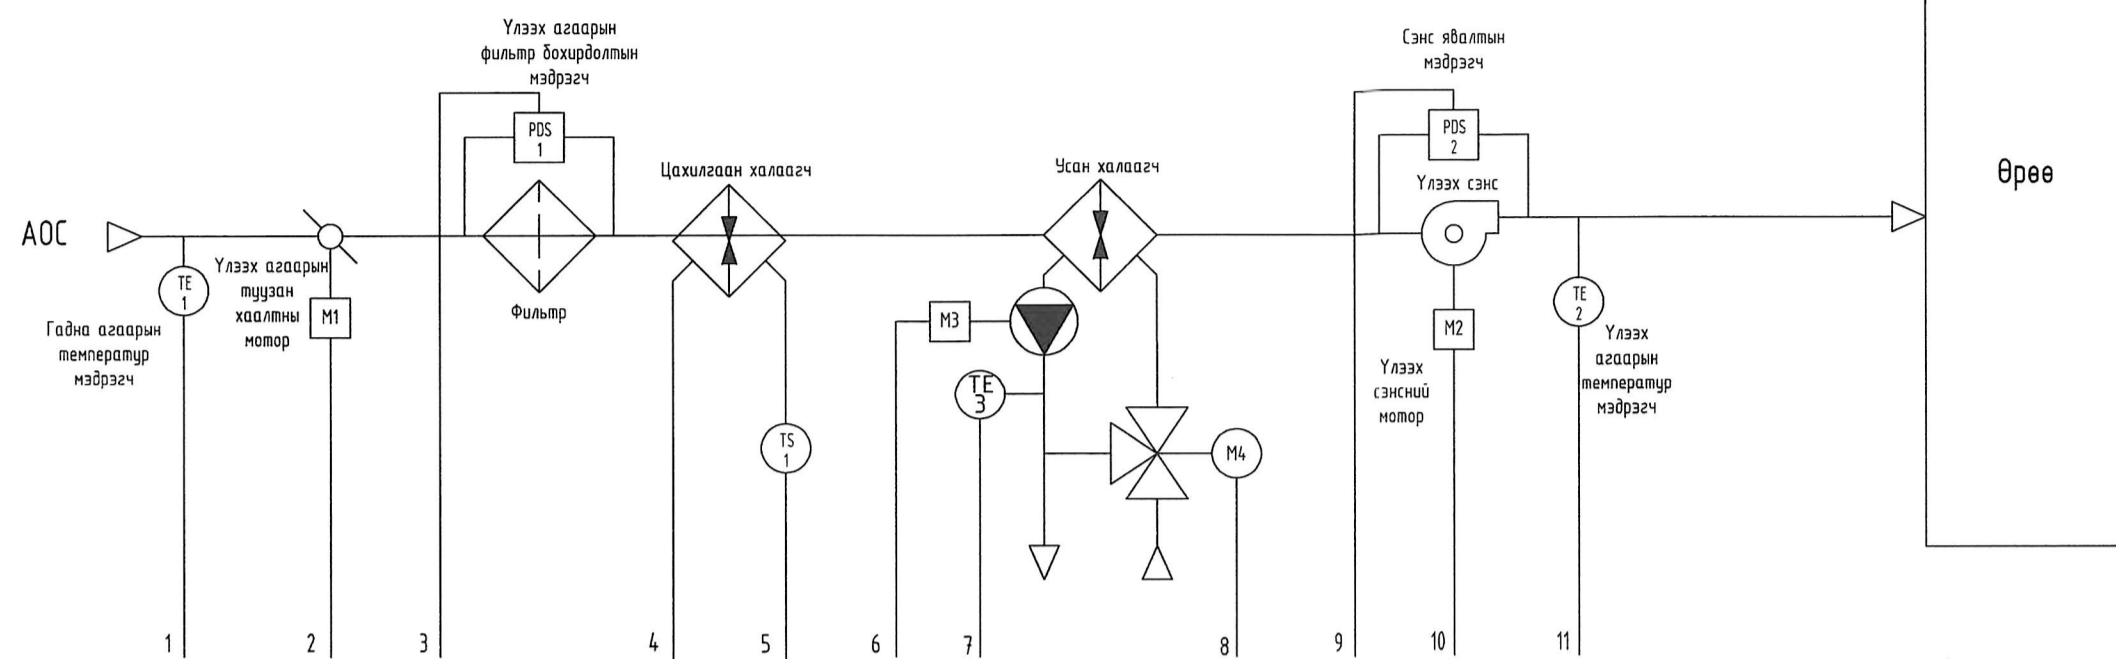 Үлээх агаарын
фильтр бохирдолтын
мэдрэгч
PDS
1
Сэнс явалтын
мэдрэгч
PDS
2
Цахилгаан халаагч
Усан халаагч
Үлээх сэнс
Өрөө
АОС
TE
1
Гадна агаарын
температур
мэдрэгч
Үлээх агаарын
туузан
хаалтны
мотор
M1
Фильтр
M3
TE
3
TS
1
M4
M2
Үлээх
сэнсний
мотор
TE
2
Үлээх
агаарын
температур
мэдрэгч
1
2
3
4
5
6
7
8
9
10
11